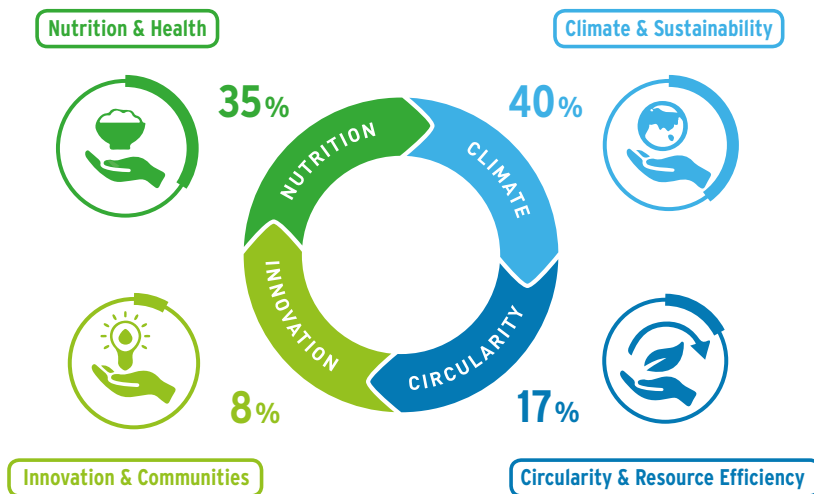 Nutrition & Health
Climate & Sustainability
35%
40%
NUTRITION
CLIMATE
INNOVATION
CIRCULARITY
8%
17%
Innovation & Communities
Circularity & Resource Efficiency